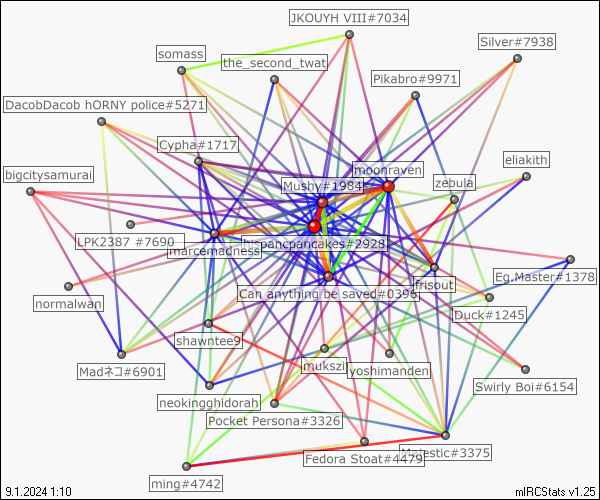 JKOUYH VIII#7034
Silver#7938
somass
the_second_twat
Pikabro#9971
DacobDacob hORNY police#5271
Cypha#1717
eliakith
moonraven
bigcitysamurai
zebula
Mushy#1984
LPK2387 #7690
hispancpancakes#2928
marcemadness
Eg.Master#1378
frisout
Can anything be saved#0396
normalwan
Duck#1245
shawntee9
Madネコ#6901
mukszi
yoshimanden
Swirly Boi#6154
neokingghidorah
Pocket Persona#3326
Majestic#3375
Fedora Stoat#4479
ming#4742
9.1.2024 1:10
mIRCStats v1.25